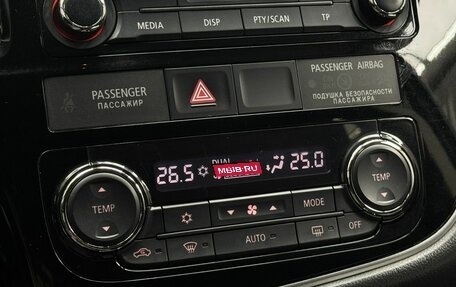 MEDIA DISP PTY/SCAN TP
PASSENGER
ПАССАЖИР
PASSENGER AIRBAG
ПОДУШКА БЕЗОПАСНОСТИ
ПАССАЖИРА
DUAL
26.5 25.0
MBIB.RU
TEMP
TEMP
MODE
AUTO
OFF